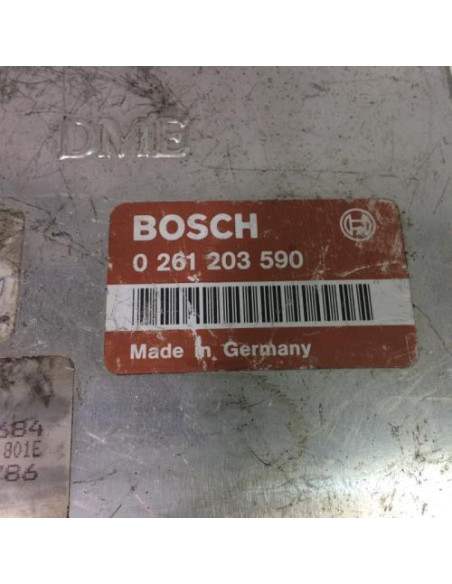 DME
BOSCH
0 261 203 590
Made in Germany
684
801E
786